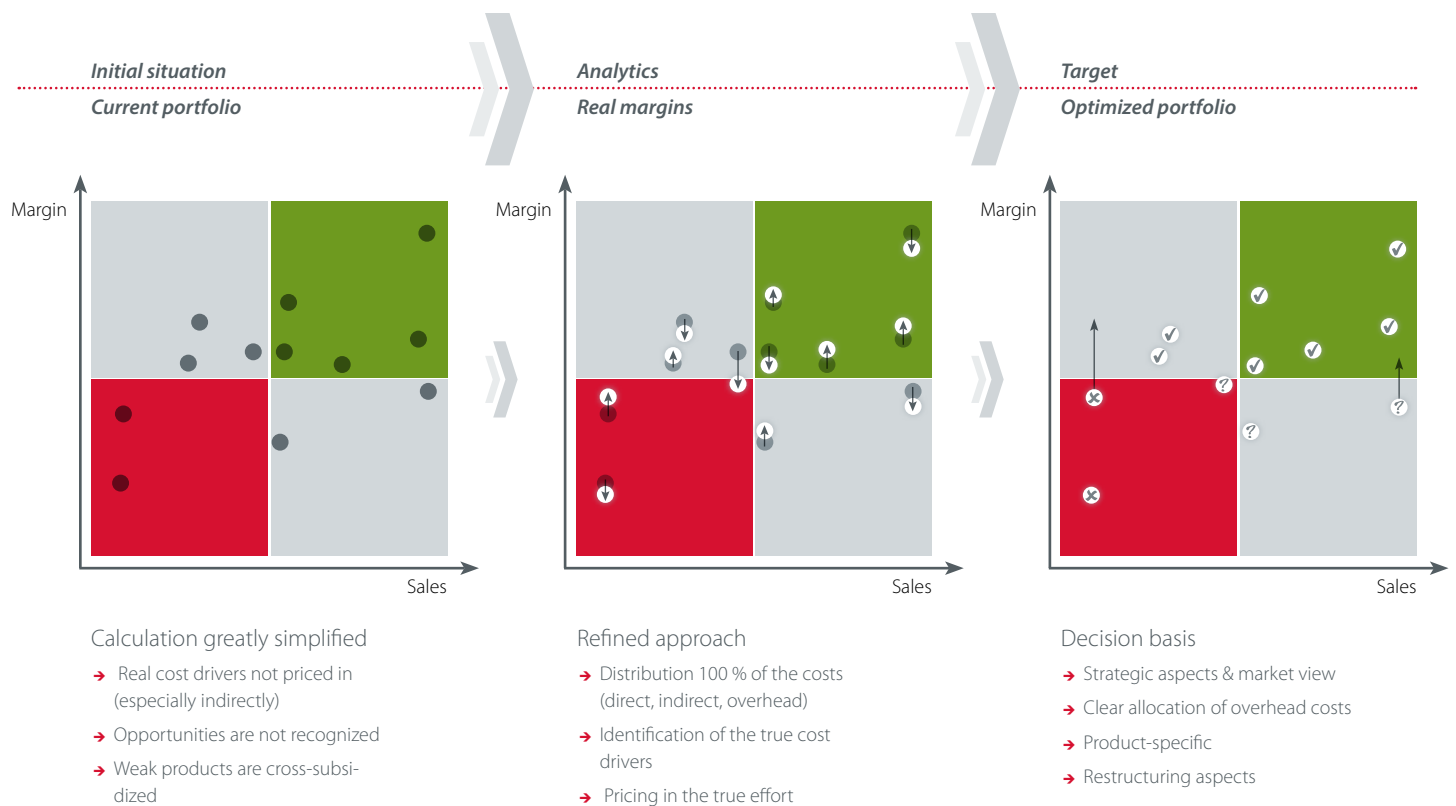 Initial situation
Current portfolio
Analytics
Real margins
Target
Optimized portfolio
Margin
Sales
Margin
Sales
Margin
?
?
?
Sales
Calculation greatly simplified
Real cost drivers not priced in
(especially indirectly)
Opportunities are not recognized
Weak products are cross-subsi-
dized
Refined approach
Distribution 100 % of the costs
(direct, indirect, overhead)
Identification of the true cost
drivers
Pricing in the true effort
Decision basis
Strategic aspects & market view
Clear allocation of overhead costs
Product-specific
Restructuring aspects